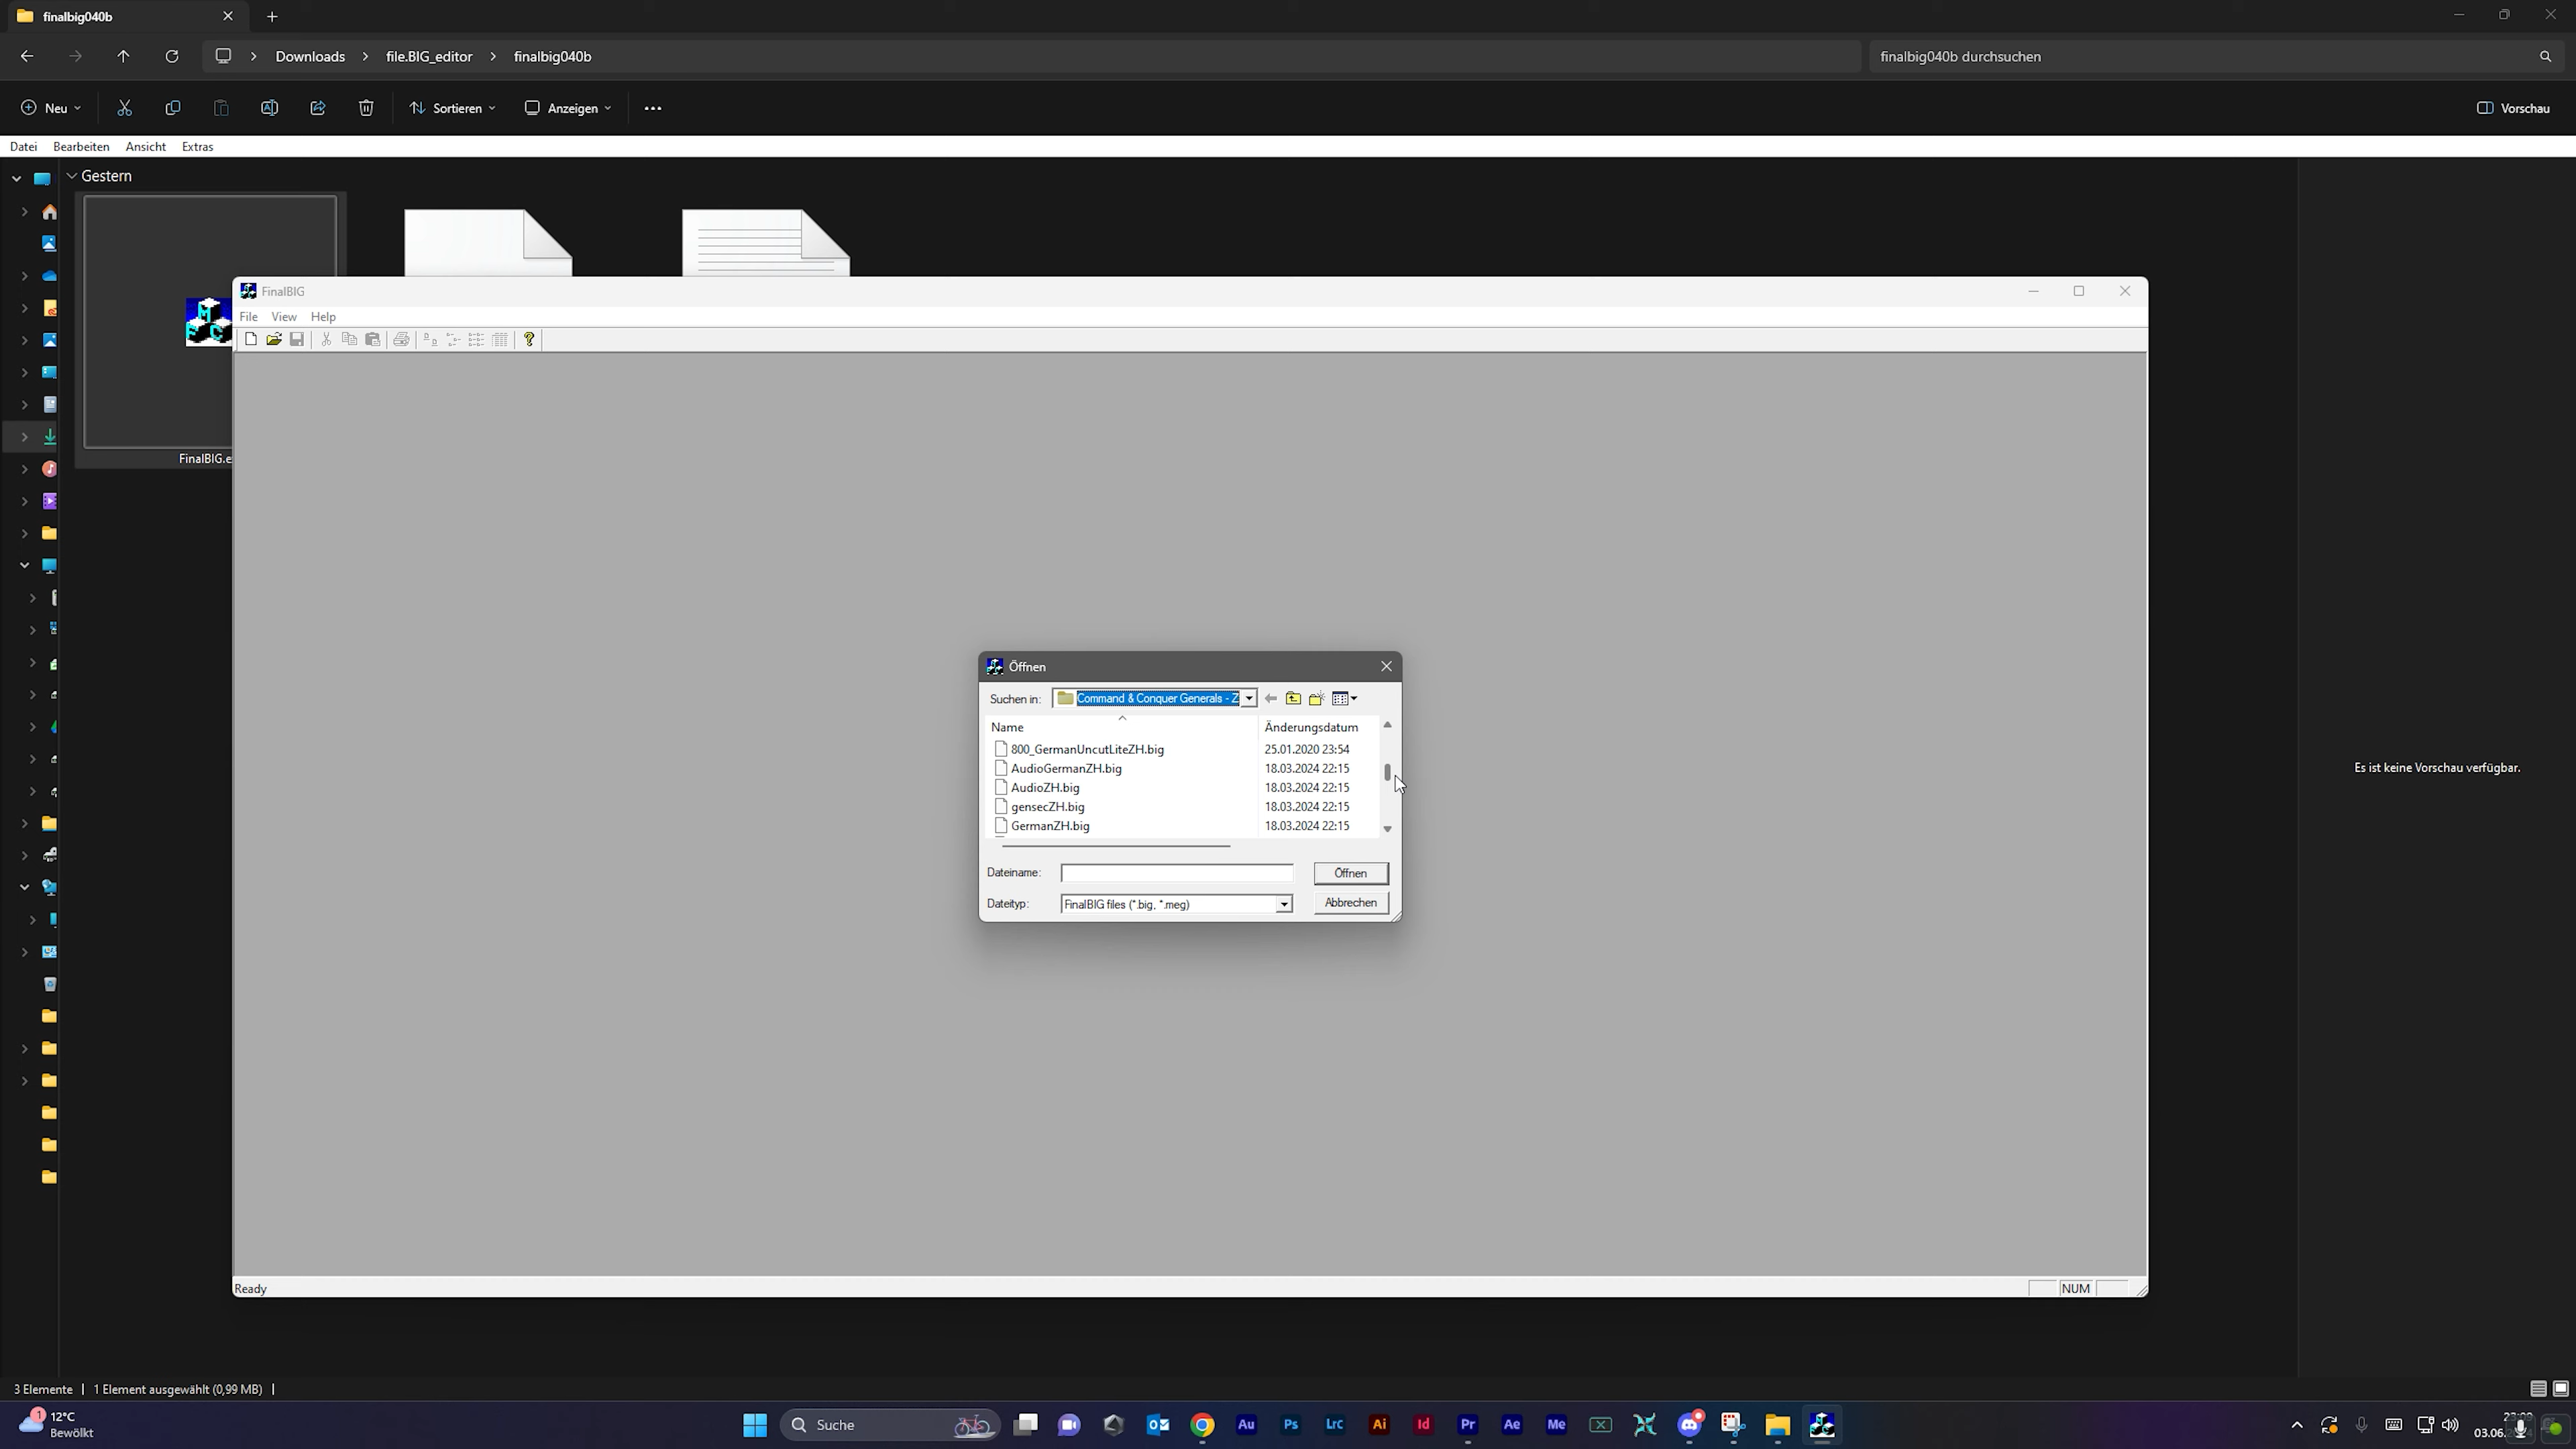 finalbig040b
Downloads
file.BIG_editor
finalbig040b
finalbig040b durchsuchen
Neu
Sortieren
Anzeigen
Vorschau
Datei Bearbeiten Ansicht Extras
Gestern
FinalBIG
File View Help
FinalBIG.e
Öffnen
Suchen in: Command & Conquer Generals - Z
Name Änderungsdatum
800_GermanUncutLiteZH.big 25.01.2020 23:54
AudioGermanZH.big 18.03.2024 22:15
AudioZH.big 18.03.2024 22:15
gensecZH.big 18.03.2024 22:15
GermanZH.big 18.03.2024 22:15
Dateiname: Öffnen
Dateityp: FinalBIG files (*.big, *.meg) Abbrechen
Es ist keine Vorschau verfügbar.
Ready NUM
3 Elemente 1 Element ausgewählt (0,99 MB)
1
12°C
Bewölkt
Suche
Au Ps LrC Ai Id Pr Ae Me
03.06.